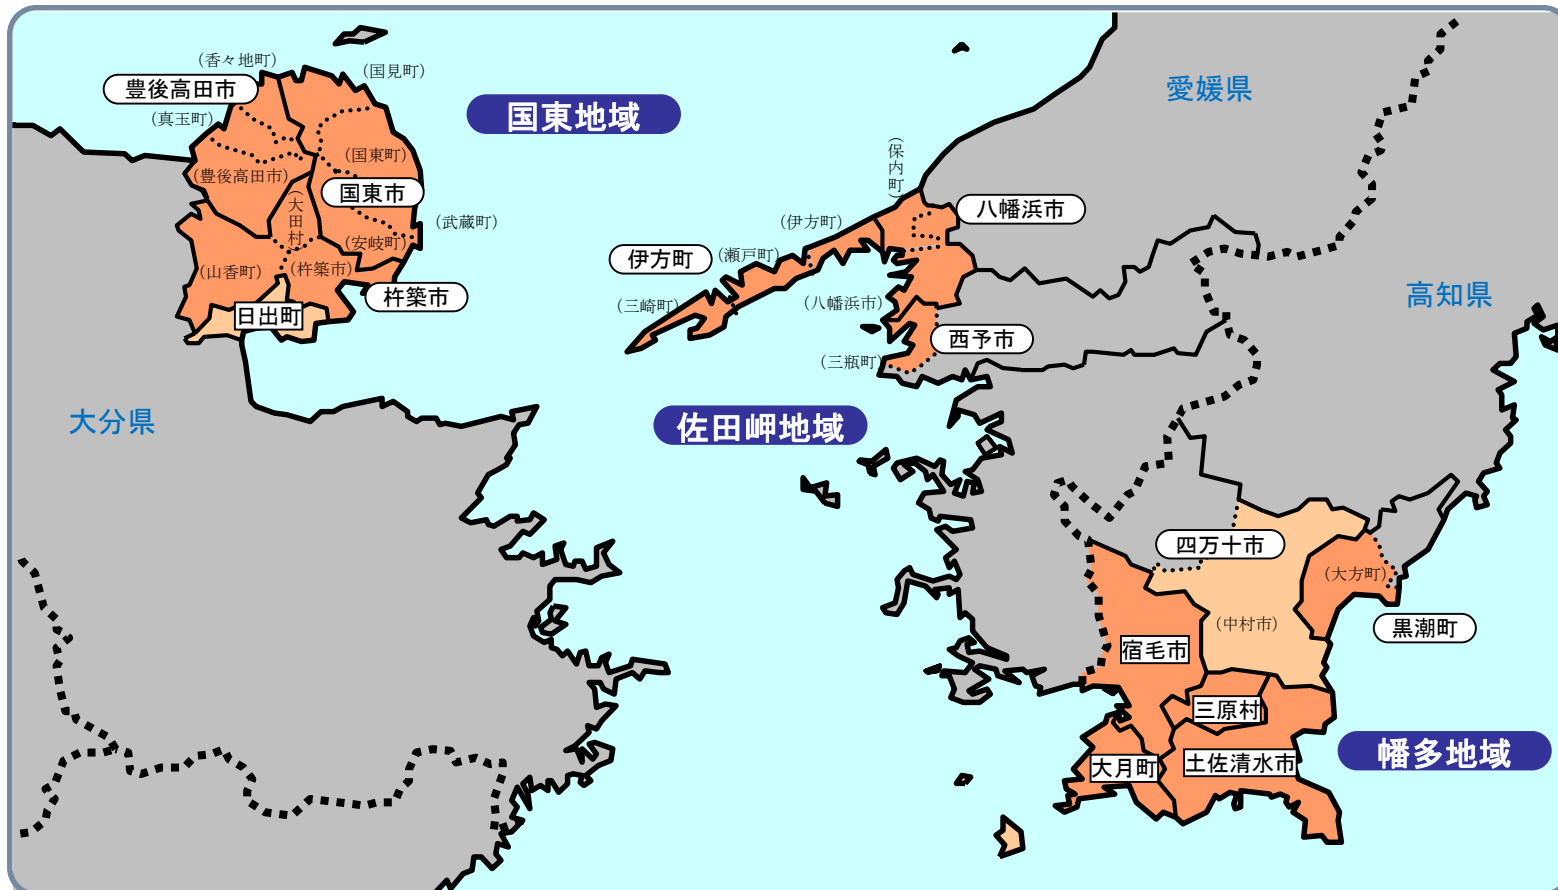 (香々地町)
(国見町)
豊後高田市
(真玉町)
国東地域
愛媛県
(国東町)
(豊後高田市)
国東市
(大田村)
(武蔵町)
(安岐町)
(山香町)
(杵築市)
杵築市
日出町
大分県
(保内町)
八幡浜市
(伊方町)
伊方町
(瀬戸町)
(三崎町)
(八幡浜市)
西予市
(三瓶町)
高知県
佐田岬地域
四万十市
(大方町)
(中村市)
黒潮町
宿毛市
三原村
大月町
土佐清水市
幡多地域